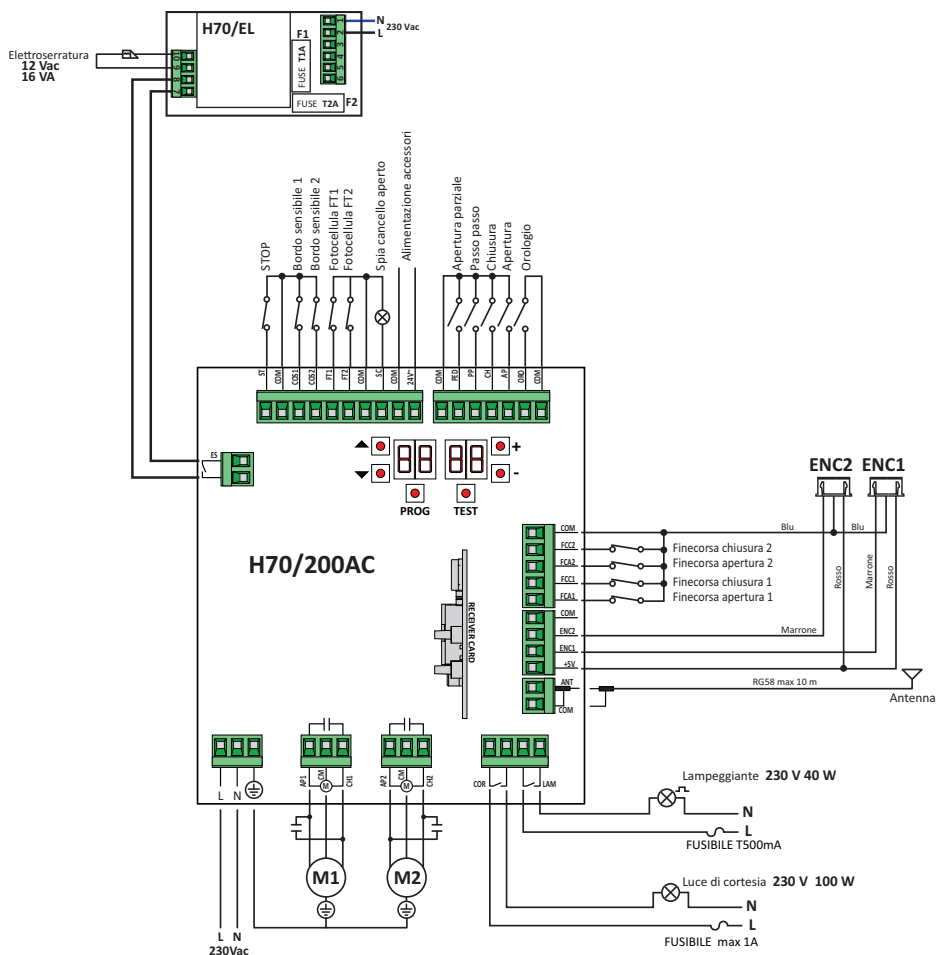 H70/EL
F1
FUSE T1A
FUSE T2A F2
1
2
3
4
5
6
N
L
230 Vac
Elettroserratura
12 Vac
16 VA
10
9
8
7
STOP
Bordo sensibile 1
Bordo sensibile 2
Fotocellula FT1
Fotocellula FT2
Spia cancello aperto
Alimentazione accessori
Apertura parziale
Passo passo
Chiusura
Apertura
Orologio
ST
COM
COS1
COS2
FT1
FT2
COM
SC
COM
24V~
COM
PED
PP
CH
AP
ORO
COM
ES
+
-
PROG
TEST
H70/200AC
RECEIVER CARD
ENC2 ENC1
COM
FCC2
FCA2
FCC1
FCA1
COM
ENC2
ENC1
+5V
ANT
COM
Blu
Blu
Finecorsa chiusura 2
Finecorsa apertura 2
Finecorsa chiusura 1
Finecorsa apertura 1
Rosso
Marrone
Rosso
Marrone
RG58 max 10 m
Antenna
L
N
AP1
CM
M
CH1
AP2
CM
M
CH2
COR
LAM
M1
M2
L N
230Vac
Lampeggiante 230 V 40 W
N
L
FUSIBILE T500mA
Luce di cortesia 230 V 100 W
N
L
FUSIBILE max 1A